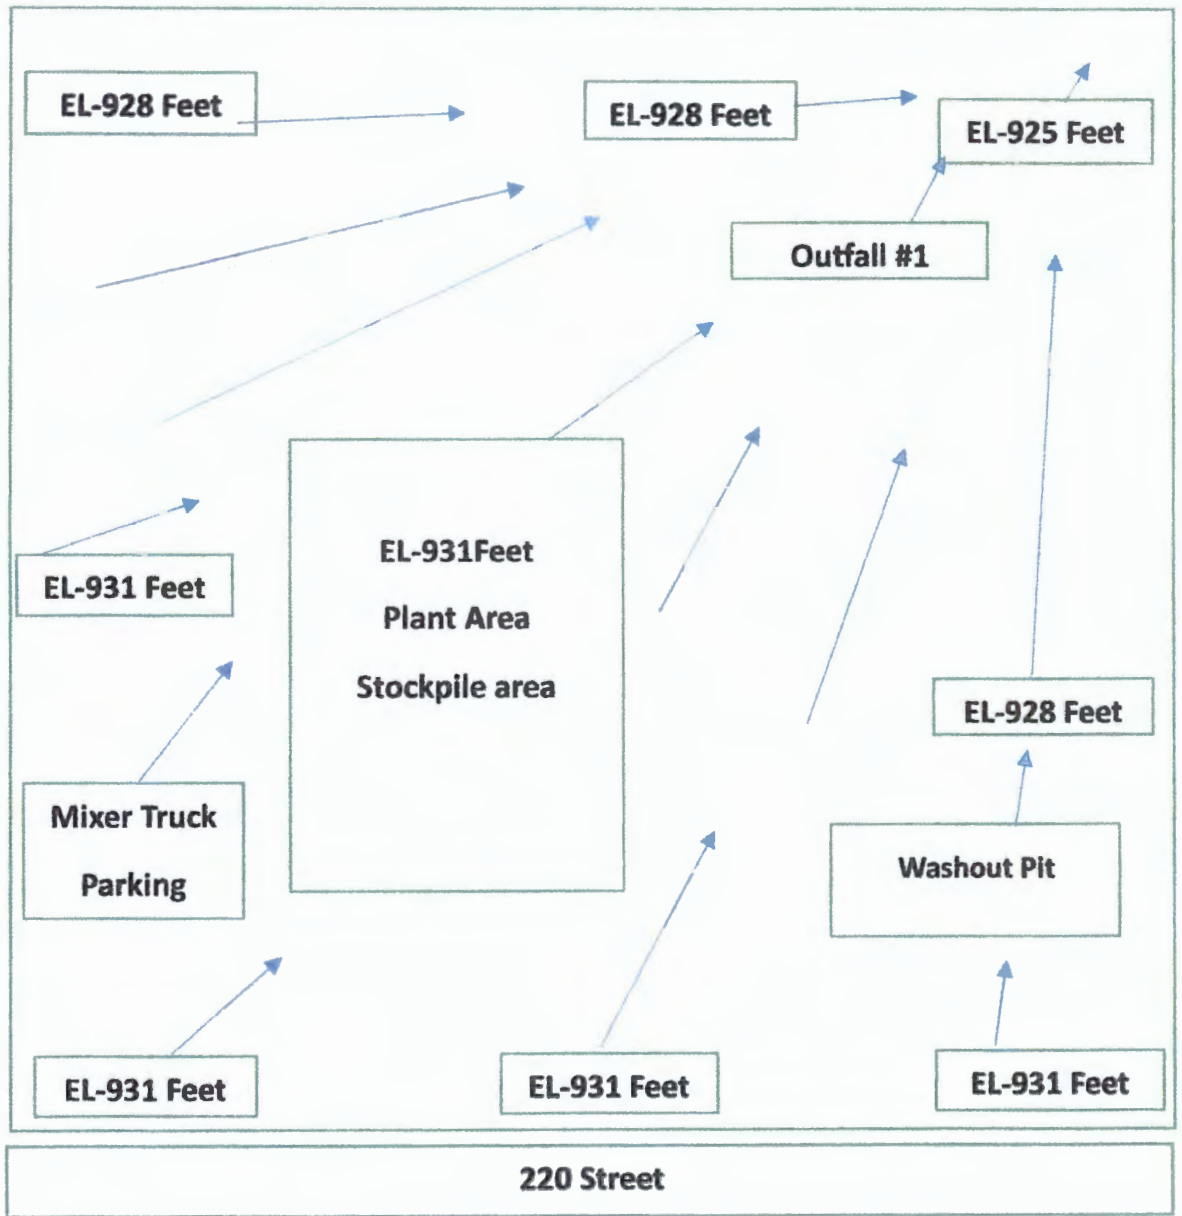 EL-928 Feet
EL-928 Feet
EL-925 Feet
Outfall #1
EL-931Feet
Plant Area
Stockpile area
EL-931 Feet
EL-928 Feet
Mixer Truck
Parking
Washout Pit
EL-931 Feet
EL-931 Feet
EL-931 Feet
220 Street